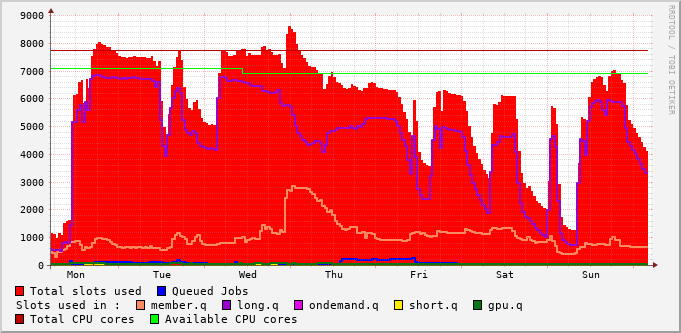 RRDTOOL / TOBI OETIKER
9000
8000
7000
6000
5000
4000
3000
2000
1000
0
Mon Tue Wed Thu Fri Sat Sun
Total slots used Queued Jobs
Slots used in : member.q long.q ondemand.q short.q gpu.q
Total CPU cores Available CPU cores